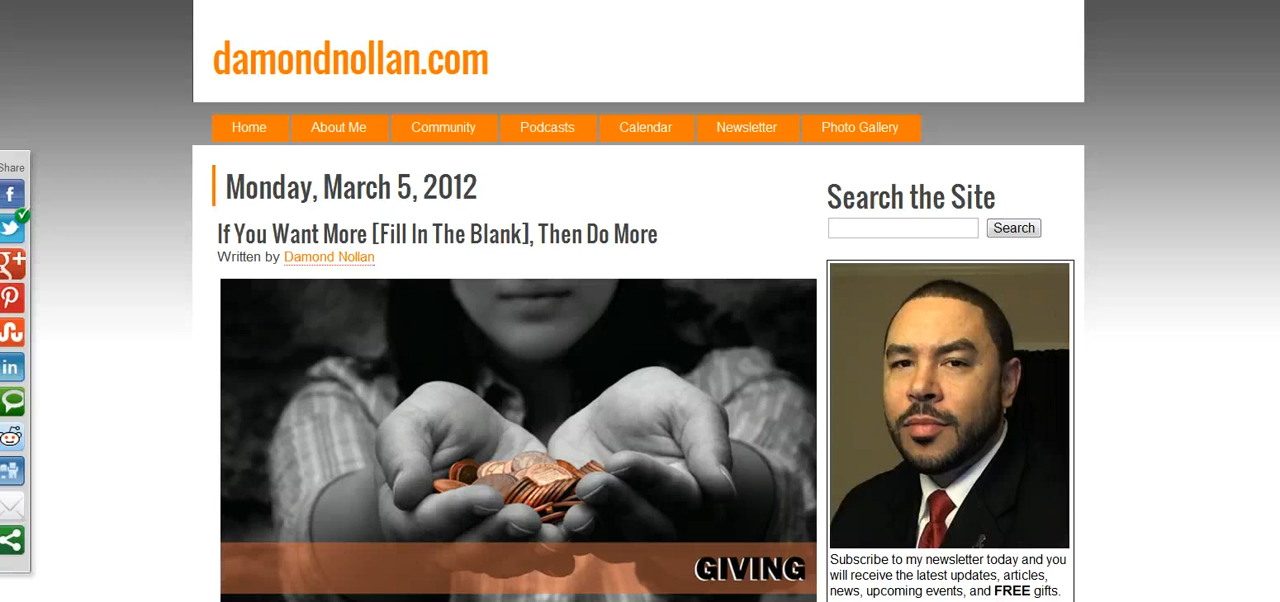 damondnollan.com
Home About Me Community Podcasts Calendar Newsletter Photo Gallery
Share
Monday, March 5, 2012
If You Want More [Fill In The Blank], Then Do More
Written by Damond Nollan
GIVING
Search the Site
Search
Subscribe to my newsletter today and you
will receive the latest updates, articles,
news, upcoming events, and FREE gifts.